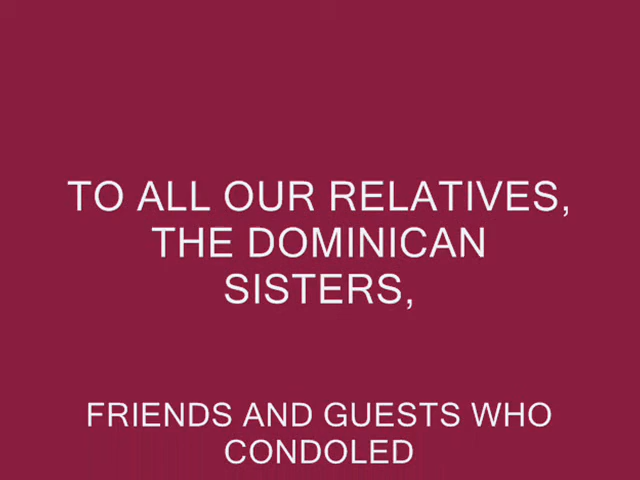 TO ALL OUR RELATIVES,
THE DOMINICAN
SISTERS,
FRIENDS AND GUESTS WHO
CONDOLED